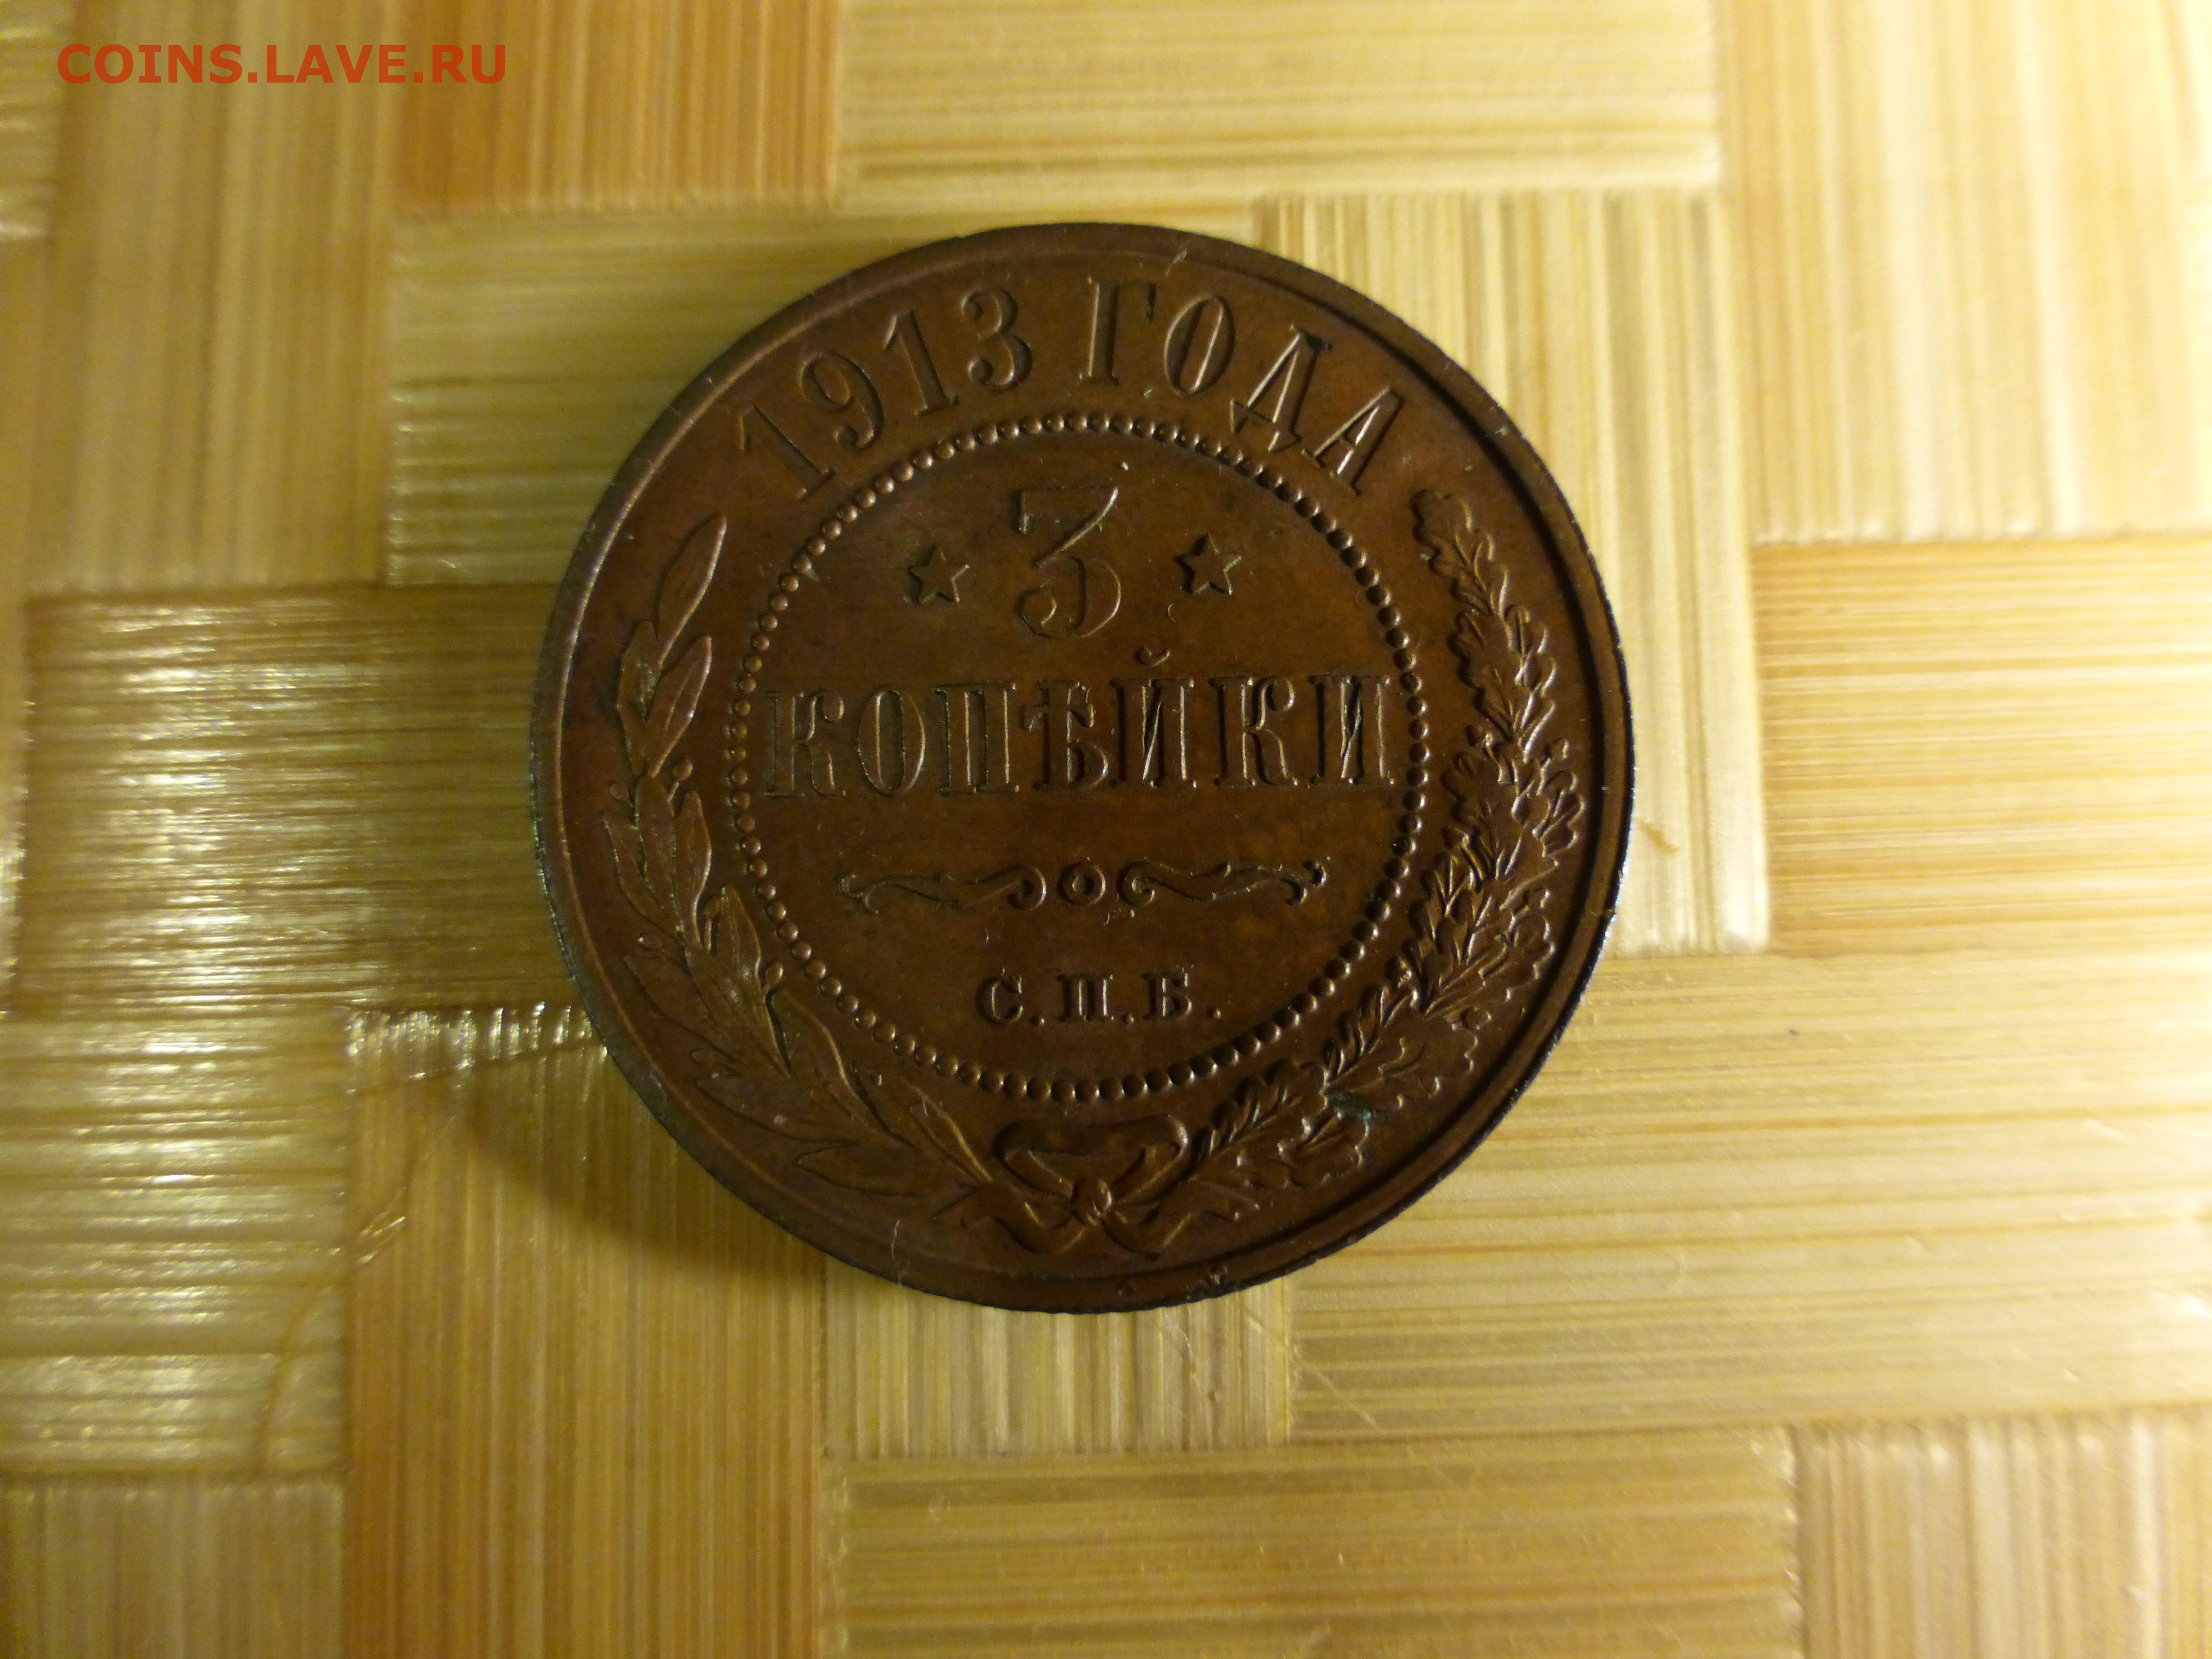 COINS.LAVE.RU
1913 ГОДА
3
КОПѢЙКИ
С.П.Б.